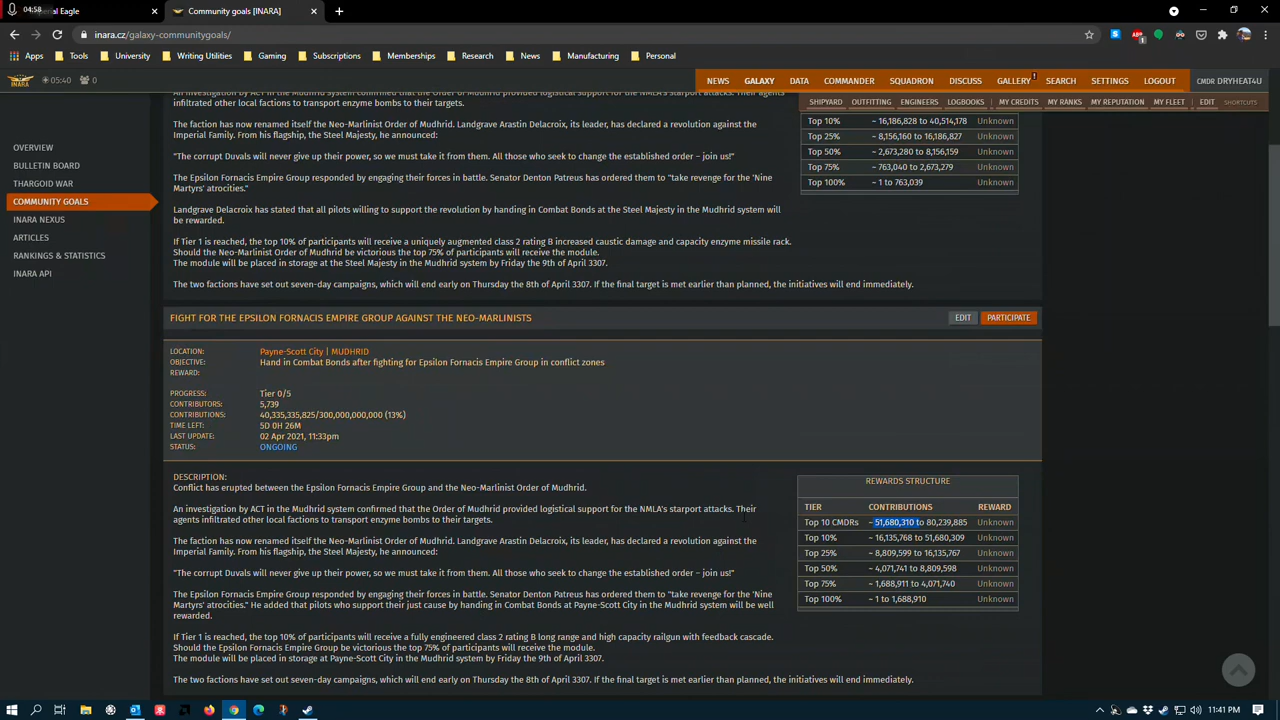 04:58
erial Eagle
Community goals [INARA]
inara.cz/galaxy-communitygoals/
Apps
Tools
University
Writing Utilities
Gaming
Subscriptions
Memberships
Research
News
Manufacturing
Personal
INARA
05:40
0
NEWS
GALAXY
DATA
COMMANDER
SQUADRON
DISCUSS
GALLERY
SEARCH
SETTINGS
LOGOUT
CMDR DRYHEAT4U
SHIPYARD
OUTFITTING
ENGINEERS
LOGBOOKS
MY CREDITS
MY RANKS
MY REPUTATION
MY FLEET
EDIT
SHORTCUTS
OVERVIEW
BULLETIN BOARD
THARGOID WAR
COMMUNITY GOALS
INARA NEXUS
ARTICLES
RANKINGS & STATISTICS
INARA API
An investigation by ACT in the Mudhrid system confirmed that the Order of Mudhrid provided logistical support for the NMLA's starport attacks. Their agents
infiltrated other local factions to transport enzyme bombs to their targets.
The faction has now renamed itself the Neo-Marlinist Order of Mudhrid. Landgrave Arastin Delacroix, its leader, has declared a revolution against the
Imperial Family. From his flagship, the Steel Majesty, he announced:
"The corrupt Duvals will never give up their power, so we must take it from them. All those who seek to change the established order – join us!"
The Epsilon Fornacis Empire Group responded by engaging their forces in battle. Senator Denton Patreus has ordered them to "take revenge for the 'Nine
Martyrs' atrocities."
Landgrave Delacroix has stated that all pilots willing to support the revolution by handing in Combat Bonds at the Steel Majesty in the Mudhrid system will
be rewarded.
If Tier 1 is reached, the top 10% of participants will receive a uniquely augmented class 2 rating B increased caustic damage and capacity enzyme missile rack.
Should the Neo-Marlinist Order of Mudhrid be victorious the top 75% of participants will receive the module.
The module will be placed in storage at the Steel Majesty in the Mudhrid system by Friday the 9th of April 3307.
The two factions have set out seven-day campaigns, which will end early on Thursday the 8th of April 3307. If the final target is met earlier than planned, the initiatives will end immediately.
Top 10% ~ 16,186,828 to 40,514,178 Unknown
Top 25% ~ 8,156,160 to 16,186,827 Unknown
Top 50% ~ 2,673,280 to 8,156,159 Unknown
Top 75% ~ 763,040 to 2,673,279 Unknown
Top 100% ~ 1 to 763,039 Unknown
FIGHT FOR THE EPSILON FORNACIS EMPIRE GROUP AGAINST THE NEO-MARLINISTS
EDIT
PARTICIPATE
LOCATION: Payne-Scott City | MUDHRID
OBJECTIVE: Hand in Combat Bonds after fighting for Epsilon Fornacis Empire Group in conflict zones
REWARD:
PROGRESS: Tier 0/5
CONTRIBUTORS: 5,739
CONTRIBUTIONS: 40,335,335,825/300,000,000,000 (13%)
TIME LEFT: 5D 0H 26M
LAST UPDATE: 02 Apr 2021, 11:33pm
STATUS: ONGOING
DESCRIPTION:
Conflict has erupted between the Epsilon Fornacis Empire Group and the Neo-Marlinist Order of Mudhrid.
An investigation by ACT in the Mudhrid system confirmed that the Order of Mudhrid provided logistical support for the NMLA's starport attacks. Their
agents infiltrated other local factions to transport enzyme bombs to their targets.
The faction has now renamed itself the Neo-Marlinist Order of Mudhrid. Landgrave Arastin Delacroix, its leader, has declared a revolution against the
Imperial Family. From his flagship, the Steel Majesty, he announced:
"The corrupt Duvals will never give up their power, so we must take it from them. All those who seek to change the established order – join us!"
The Epsilon Fornacis Empire Group responded by engaging their forces in battle. Senator Denton Patreus has ordered them to "take revenge for the 'Nine
Martyrs' atrocities." He added that pilots who support their just cause by handing in Combat Bonds at Payne-Scott City in the Mudhrid system will be well
rewarded.
If Tier 1 is reached, the top 10% of participants will receive a fully engineered class 2 rating B long range and high capacity railgun with feedback cascade.
Should the Epsilon Fornacis Empire Group be victorious the top 75% of participants will receive the module.
The module will be placed in storage at Payne-Scott City in the Mudhrid system by Friday the 9th of April 3307.
The two factions have set out seven-day campaigns, which will end early on Thursday the 8th of April 3307. If the final target is met earlier than planned, the initiatives will end immediately.
REWARDS STRUCTURE
TIER CONTRIBUTIONS REWARD
Top 10 CMDRs ~ 51,680,310 to 80,239,885 Unknown
Top 10% ~ 16,135,768 to 51,680,309 Unknown
Top 25% ~ 8,809,599 to 16,135,767 Unknown
Top 50% ~ 4,071,741 to 8,809,598 Unknown
Top 75% ~ 1,688,911 to 4,071,740 Unknown
Top 100% ~ 1 to 1,688,910 Unknown
11:41 PM